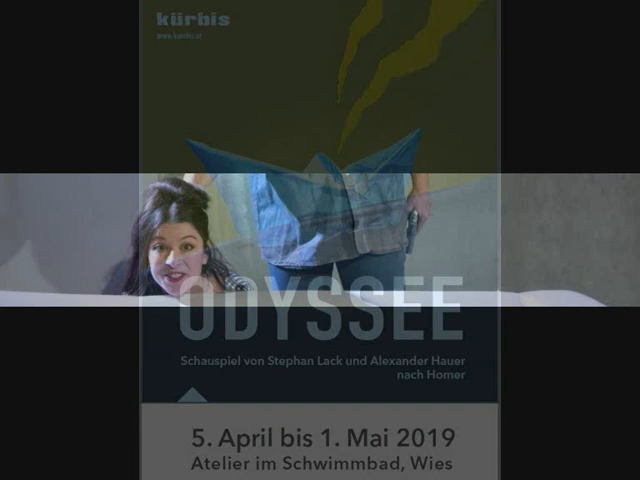 kürbis
www.kuerbis.at
ODYSSEE
Schauspiel von Stephan Lack und Alexander Hauer
nach Homer
5. April bis 1. Mai 2019
Atelier im Schwimmbad, Wies